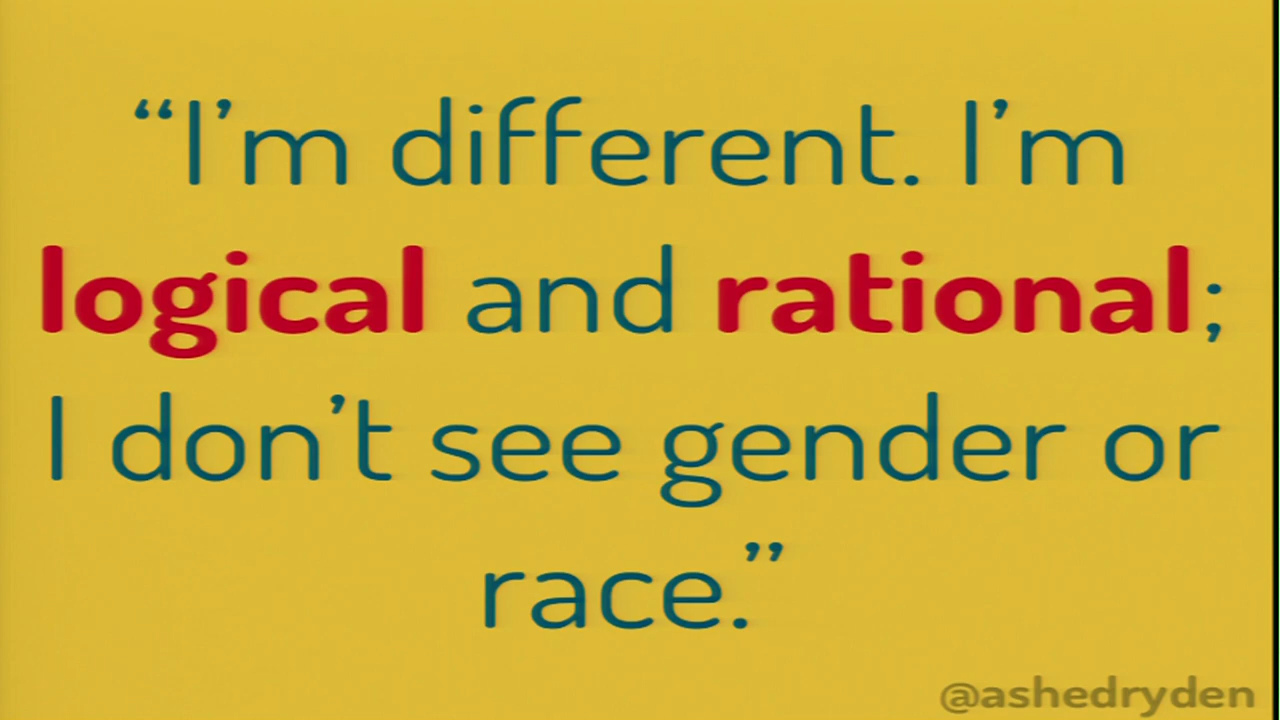 “I’m different. I’m
logical and rational;
I don’t see gender or
race.”
@ashedryden